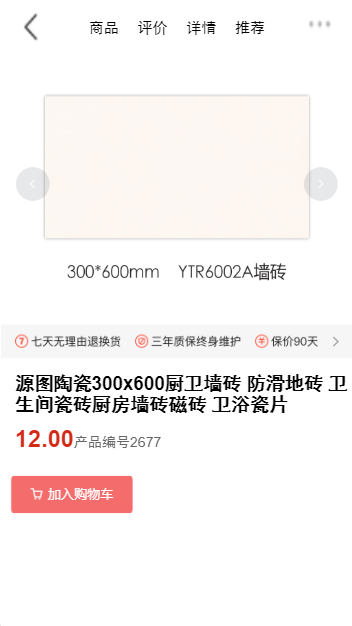 商品 评价 详情 推荐
300*600mm YTR6002A墙砖
七天无理由退换货 三年质保终身维护 保价90天
源图陶瓷300x600厨卫墙砖 防滑地砖 卫
生间瓷砖厨房墙砖磁砖 卫浴瓷片
12.00产品编号2677
加入购物车